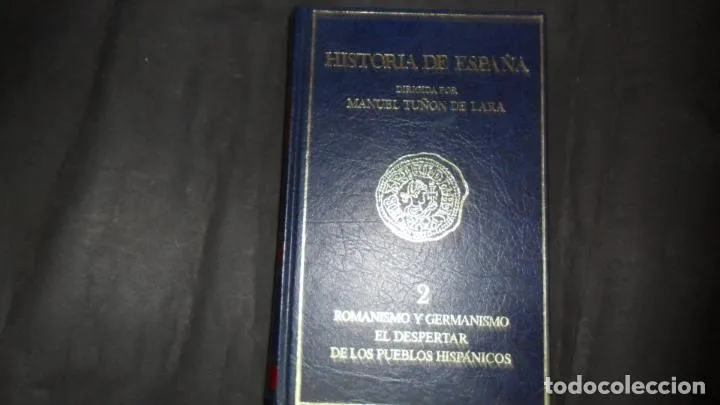 HISTORIA DE ESPAÑA
DIRIGIDA POR
MANUEL TUÑON DE LARA
2
ROMANISMO Y GERMANISMO
EL DESPERTAR
DE LOS PUEBLOS HISPÁNICOS
todocoleccion